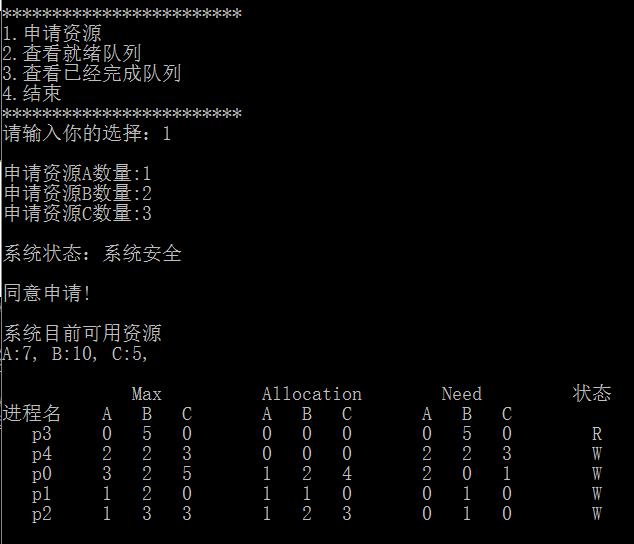 ************************
1.申请资源
2.查看就绪队列
3.查看已经完成队列
4.结束
************************
请输入你的选择：1
申请资源A数量:1
申请资源B数量:2
申请资源C数量:3
系统状态：系统安全
同意申请!
系统目前可用资源
A:7, B:10, C:5,
Max Allocation Need 状态
进程名 A B C A B C A B C
p3 0 5 0 0 0 0 0 5 0 R
p4 2 2 3 0 0 0 2 2 3 W
p0 3 2 5 1 2 4 2 0 1 W
p1 1 2 0 1 1 0 0 1 0 W
p2 1 3 3 1 2 3 0 1 0 W